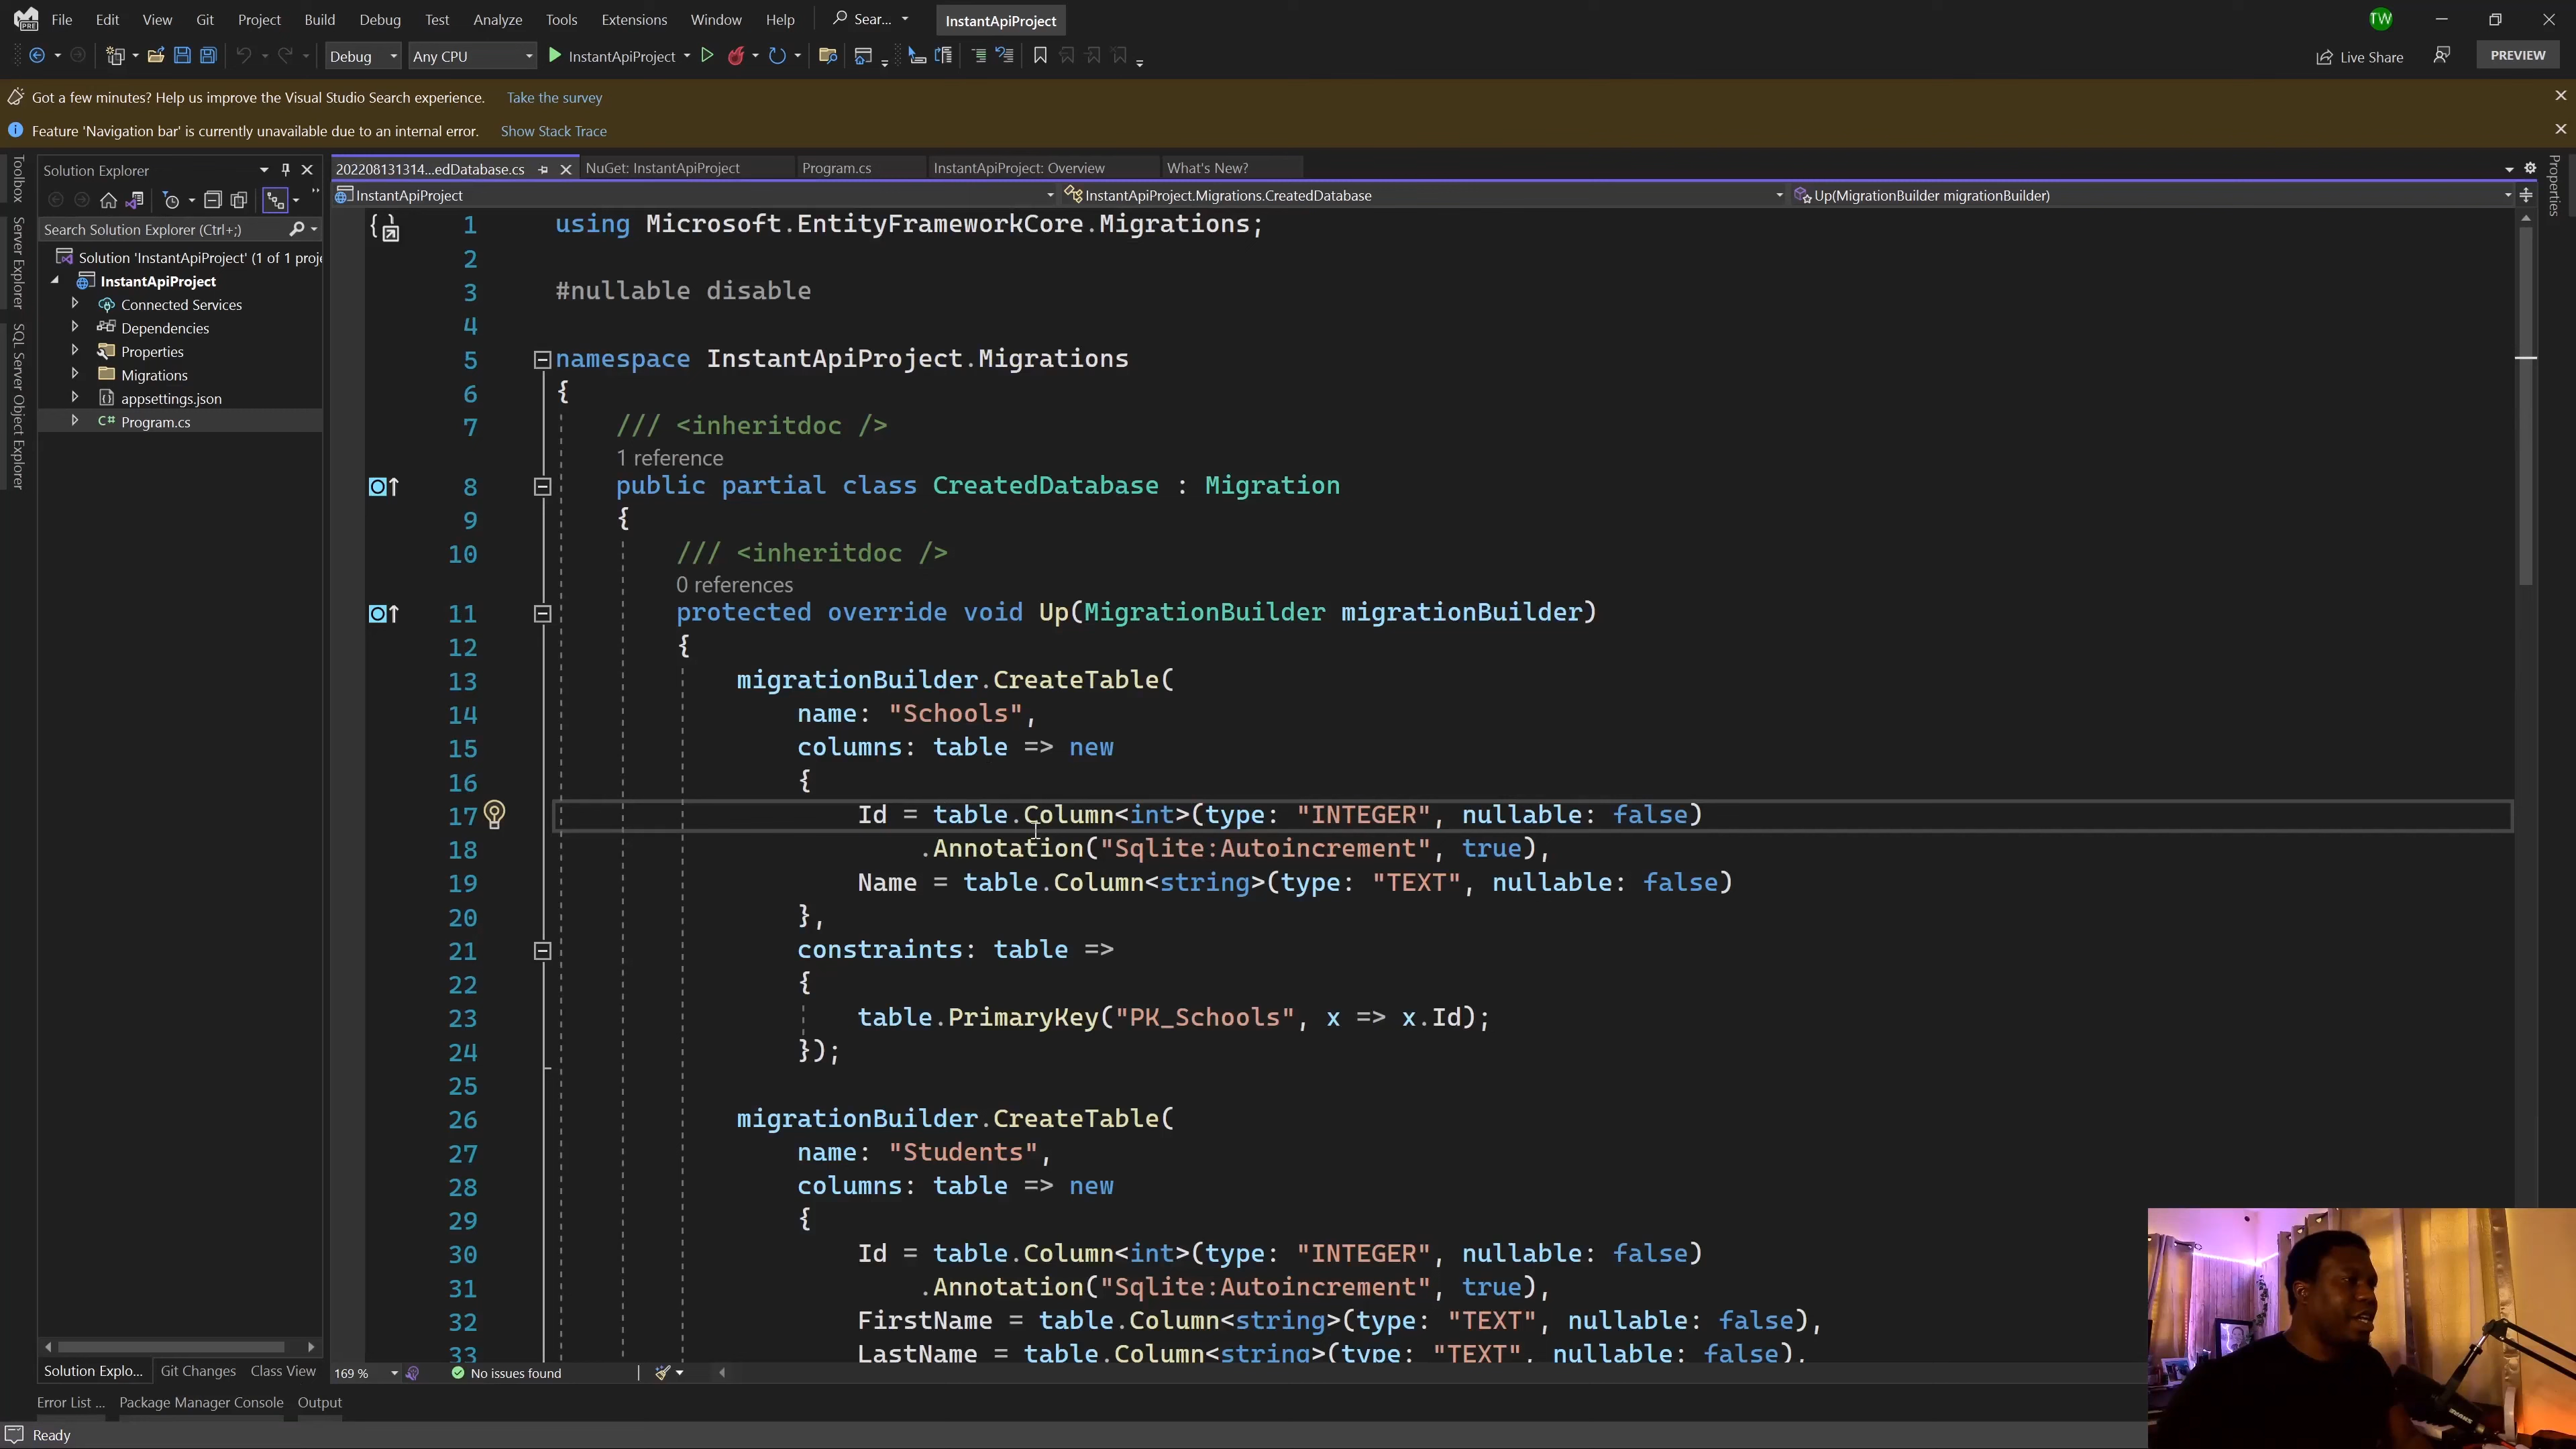 File Edit View Git Project Build Debug Test Analyze Tools Extensions Window Help Sear... InstantApiProject TW
Debug Any CPU InstantApiProject Live Share PREVIEW
Got a few minutes? Help us improve the Visual Studio Search experience. Take the survey
Feature 'Navigation bar' is currently unavailable due to an internal error. Show Stack Trace
Toolbox
Server Explorer
SQL Server Object Explorer
Solution Explorer
Search Solution Explorer (Ctrl+;)
Solution 'InstantApiProject' (1 of 1 proje
InstantApiProject
Connected Services
Dependencies
Properties
Migrations
appsettings.json
C# Program.cs
202208131314...edDatabase.cs NuGet: InstantApiProject Program.cs InstantApiProject: Overview What's New?
InstantApiProject InstantApiProject.Migrations.CreatedDatabase Up(MigrationBuilder migrationBuilder)
Properties
1 using Microsoft.EntityFrameworkCore.Migrations;
2
3 #nullable disable
4
5 namespace InstantApiProject.Migrations
6 {
7 /// <inheritdoc />
1 reference
8 public partial class CreatedDatabase : Migration
9 {
10 /// <inheritdoc />
0 references
11 protected override void Up(MigrationBuilder migrationBuilder)
12 {
13 migrationBuilder.CreateTable(
14 name: "Schools",
15 columns: table => new
16 {
17 Id = table.Column<int>(type: "INTEGER", nullable: false)
18 .Annotation("Sqlite:Autoincrement", true),
19 Name = table.Column<string>(type: "TEXT", nullable: false)
20 },
21 constraints: table =>
22 {
23 table.PrimaryKey("PK_Schools", x => x.Id);
24 });
25
26 migrationBuilder.CreateTable(
27 name: "Students",
28 columns: table => new
29 {
30 Id = table.Column<int>(type: "INTEGER", nullable: false)
31 .Annotation("Sqlite:Autoincrement", true),
32 FirstName = table.Column<string>(type: "TEXT", nullable: false),
33 LastName = table.Column<string>(type: "TEXT", nullable: false),
Solution Explo... Git Changes Class View 169 % No issues found
Error List ... Package Manager Console Output
Ready